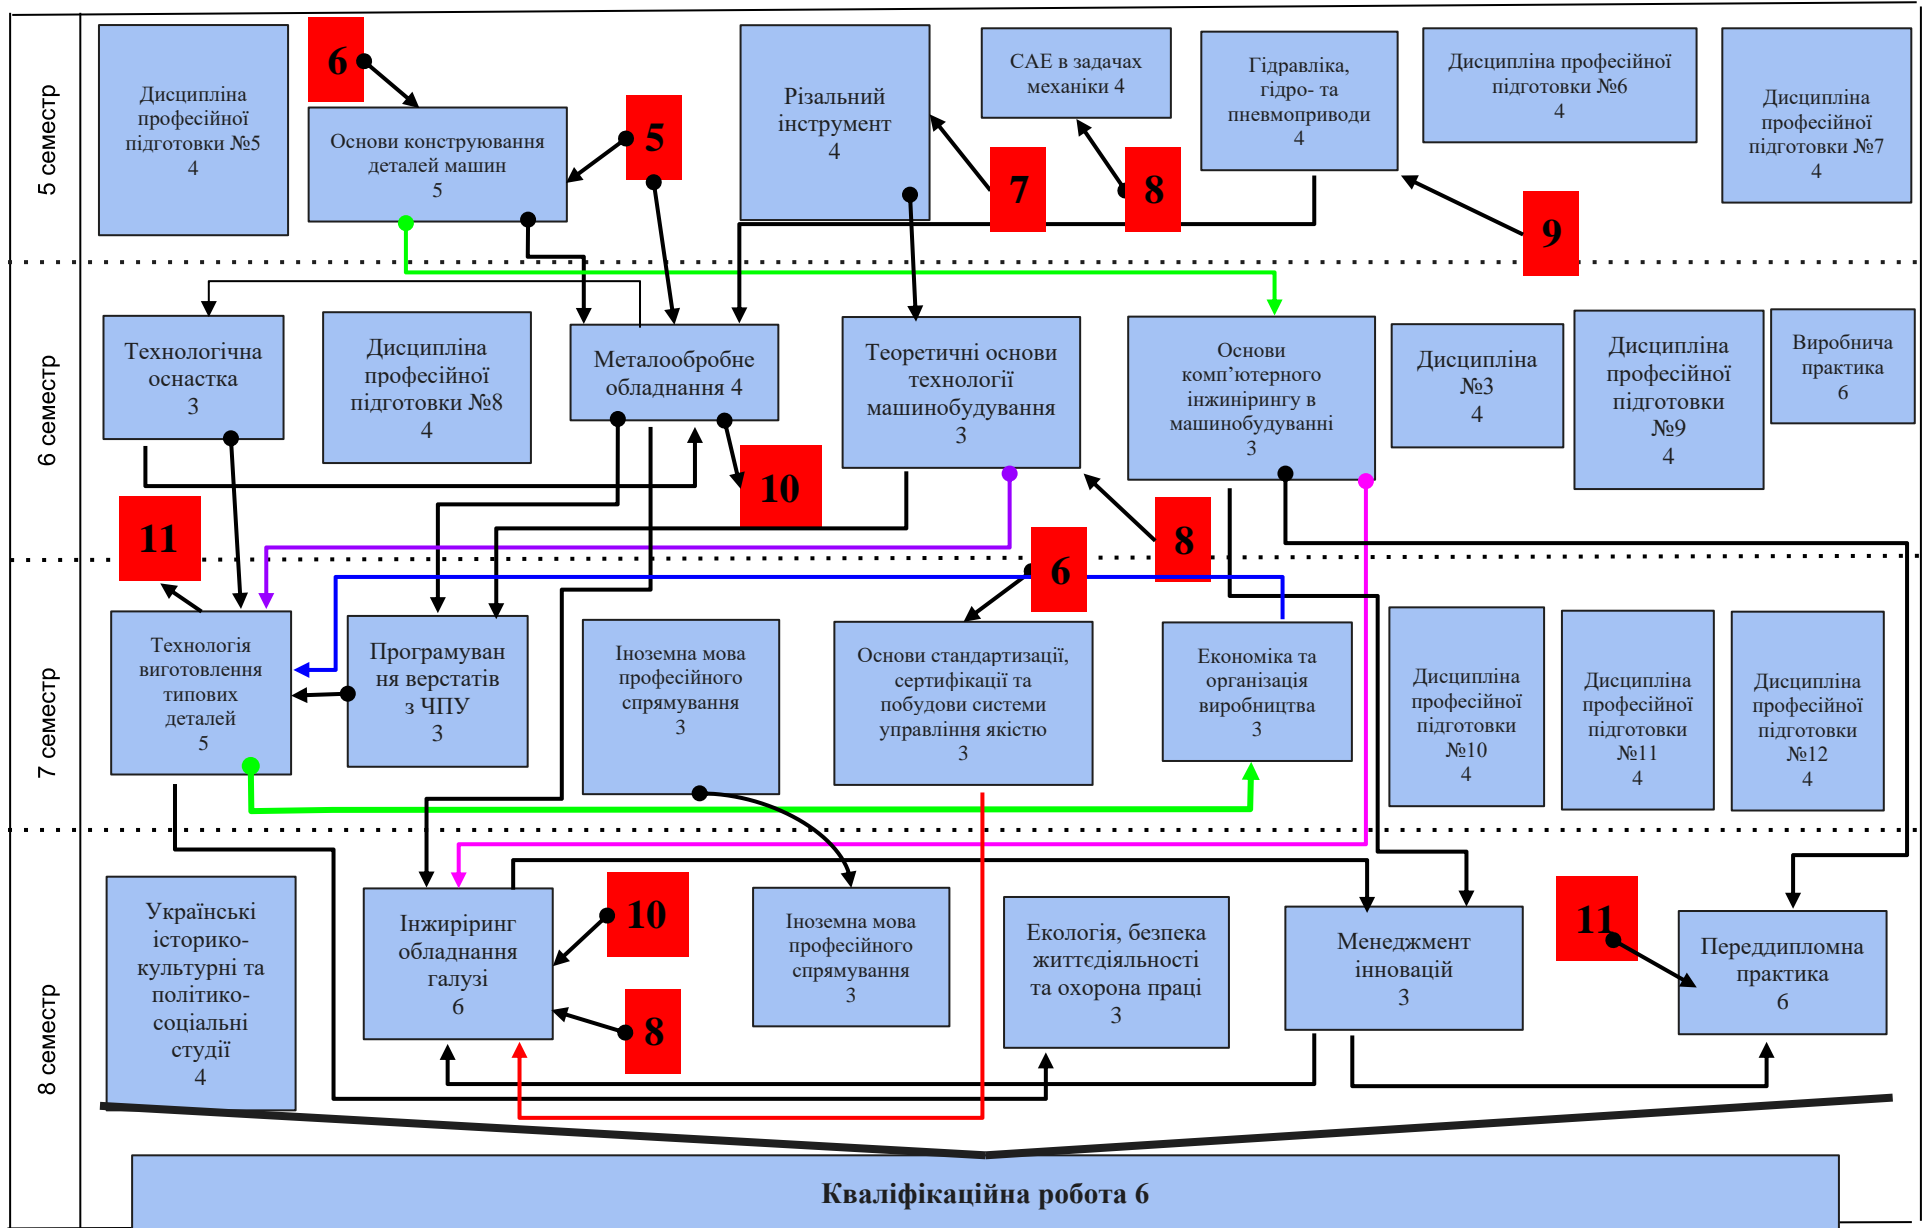 5 семестр
Дисципліна
професійної
підготовки №5
4
6
Основи конструювання
деталей машин
5
5
Різальний
інструмент
4
7
САЕ в задачах
механіки 4
8
Гідравліка,
гідро- та
пневмоприводи
4
9
Дисципліна професійної
підготовки №6
4
Дисципліна
професійної
підготовки №7
4
6 семестр
Технологічна
оснастка
3
Дисципліна
професійної
підготовки №8
4
Металообробне
обладнання 4
10
Теоретичні основи
технології
машинобудування
3
8
Основи
комп’ютерного
інжинірингу в
машинобудуванні
3
Дисципліна
№3
4
Дисципліна
професійної
підготовки
№9
4
Виробнича
практика
6
11
7 семестр
Технологія
виготовлення
типових
деталей
5
Програмуван
ня верстатів
з ЧПУ
3
Іноземна мова
професійного
спрямування
3
6
Основи стандартизації,
сертифікації та
побудови системи
управління якістю
3
Економіка та
організація
виробництва
3
Дисципліна
професійної
підготовки
№10
4
Дисципліна
професійної
підготовки
№11
4
Дисципліна
професійної
підготовки
№12
4
8 семестр
Українські
історико-
культурні та
політико-
соціальні
студії
4
Інжиріринг
обладнання
галузі
6
10
8
Іноземна мова
професійного
спрямування
3
Екологія, безпека
життєдіяльності
та охорона праці
3
Менеджмент
інновацій
3
11
Переддипломна
практика
6
Кваліфікаційна робота 6